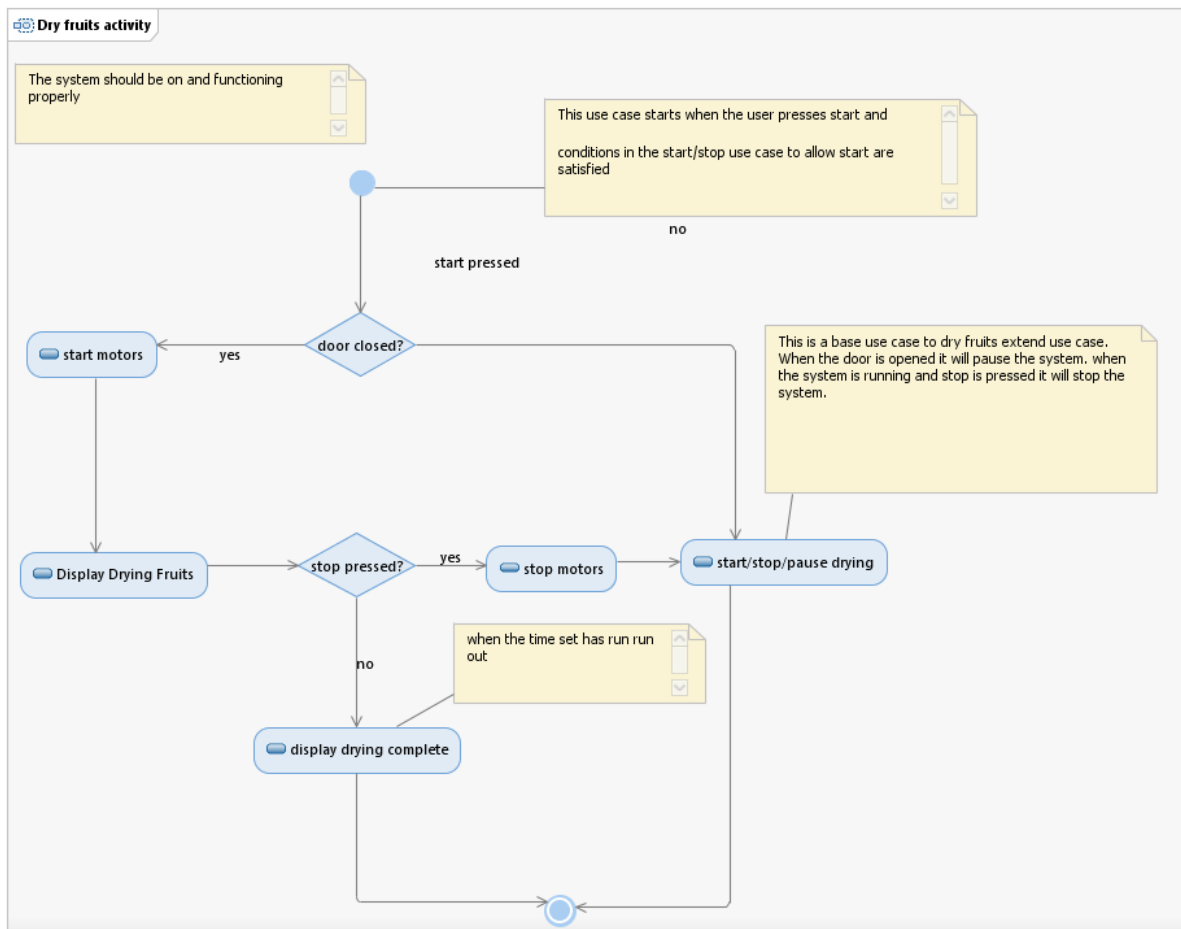 Dry fruits activity
The system should be on and functioning
properly
This use case starts when the user presses start and
conditions in the start/stop use case to allow start are
satisfied
no
start pressed
door closed?
start motors
yes
This is a base use case to dry fruits extend use case.
When the door is opened it will pause the system. when
the system is running and stop is pressed it will stop the
system.
Display Drying Fruits
stop pressed?
yes
stop motors
start/stop/pause drying
when the time set has run run
out
no
display drying complete